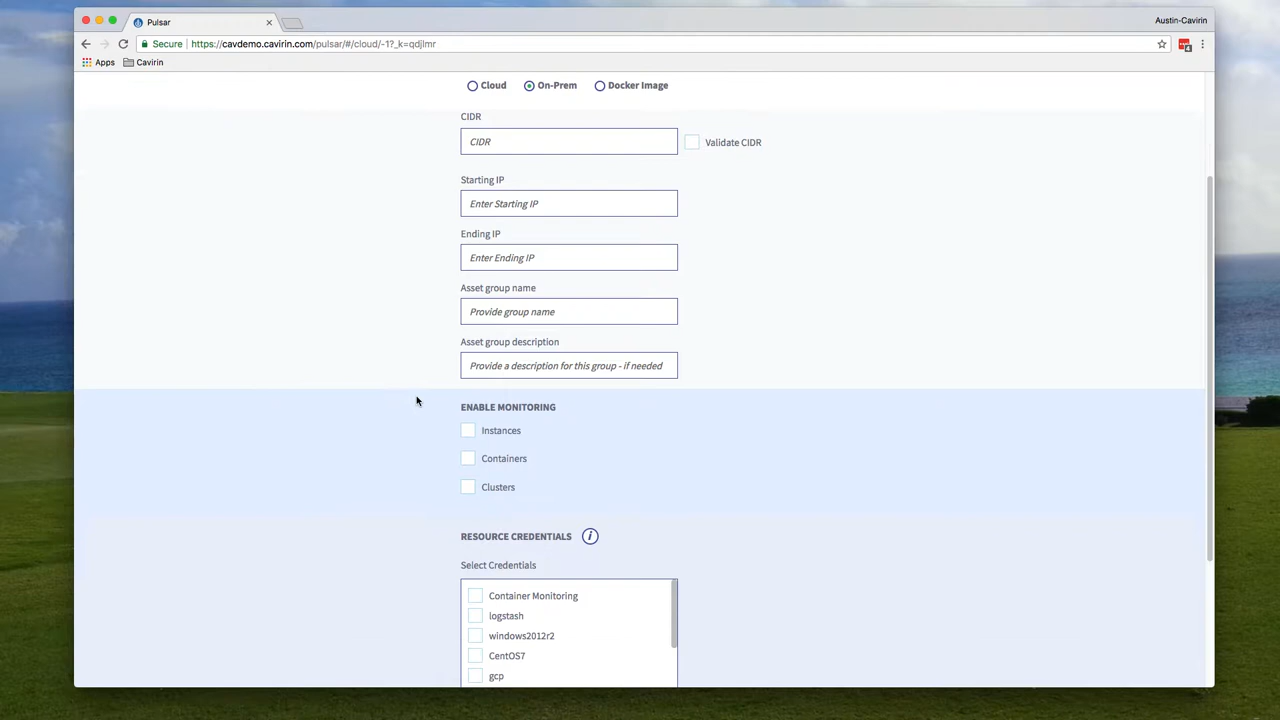 Pulsar
Austin-Cavirin
Secure https://cavdemo.cavirin.com/pulsar/#/cloud/-1?_k=qdjlmr
4
Apps Cavirin
Cloud On-Prem Docker Image
CIDR
CIDR Validate CIDR
Starting IP
Enter Starting IP
Ending IP
Enter Ending IP
Asset group name
Provide group name
Asset group description
Provide a description for this group - if needed
ENABLE MONITORING
Instances
Containers
Clusters
RESOURCE CREDENTIALS i
Select Credentials
Container Monitoring
logstash
windows2012r2
CentOS7
gcp